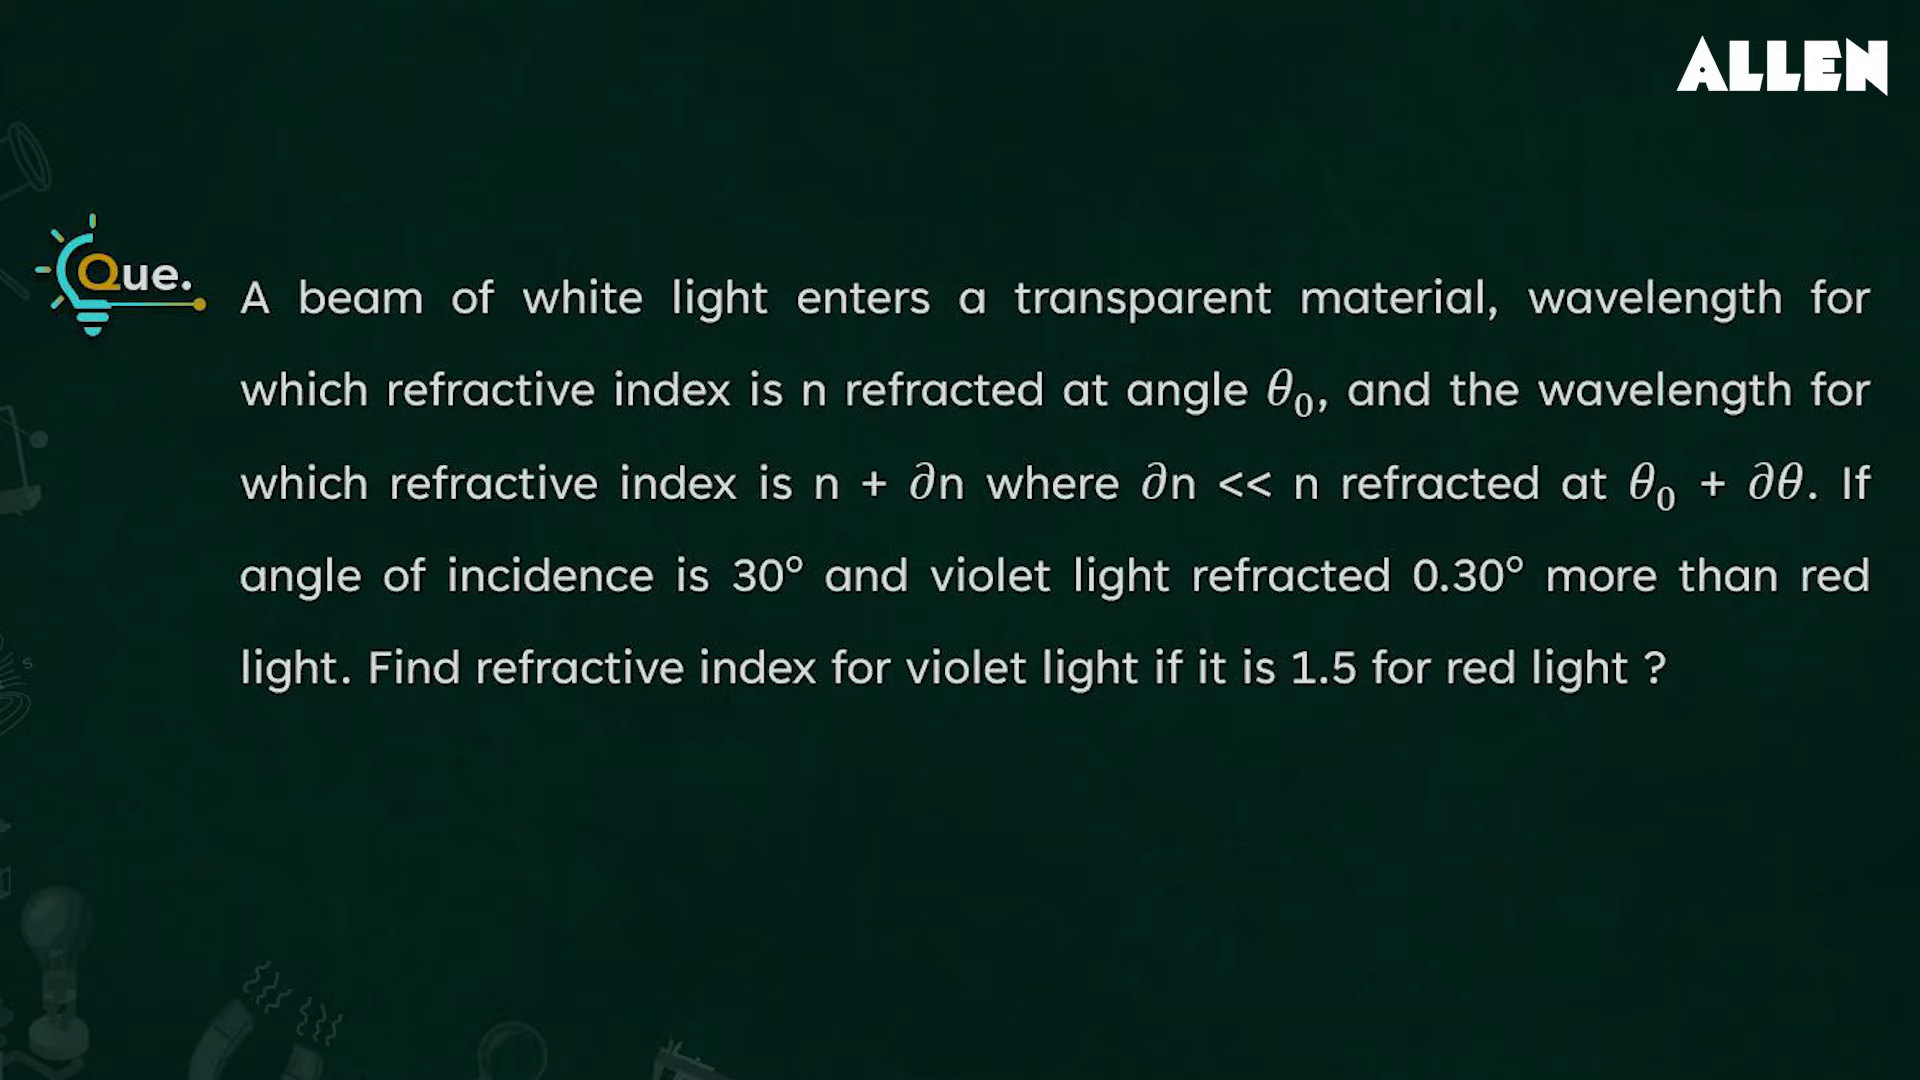 ALLEN
Que.
A beam of white light enters a transparent material, wavelength for
which refractive index is n refracted at angle θ₀, and the wavelength for
which refractive index is n + ∂n where ∂n << n refracted at θ₀ + ∂θ. If
angle of incidence is 30° and violet light refracted 0.30° more than red
light. Find refractive index for violet light if it is 1.5 for red light ?